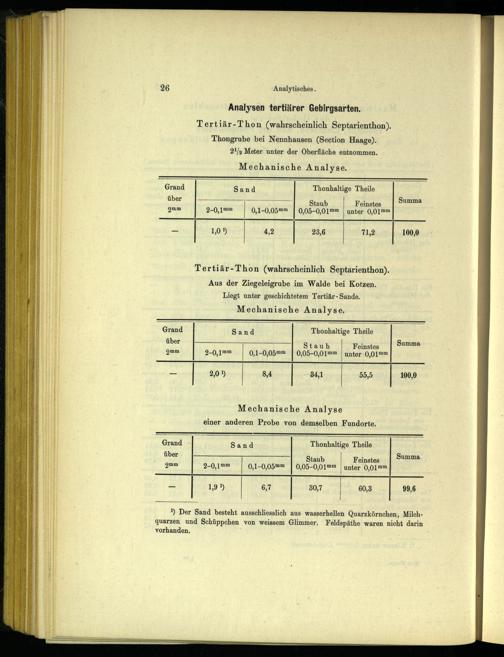 26 Analytisches.
Analysen tertiärer Gebirgsarten.
Tertiär-Thon (wahrscheinlich Septarienthon).
Thongrube bei Nennhausen (Section Haage).
2½ Meter unter der Oberfläche entnommen.
Mechanische Analyse.
Grand über 2mm | Sand | Thonhaltige Theile | Summa
2–0,1mm | 0,1–0,05mm | Staub 0,05–0,01mm | Feinstes unter 0,01mm
— | 1,0 ¹) | 4,2 | 23,6 | 71,2 | 100,0
Tertiär-Thon (wahrscheinlich Septarienthon).
Aus der Ziegeleigrube im Walde bei Kotzen.
Liegt unter geschichtetem Tertiär-Sande.
Mechanische Analyse.
Grand über 2mm | Sand | Thonhaltige Theile | Summa
2–0,1mm | 0,1–0,05mm | Staub 0,05–0,01mm | Feinstes unter 0,01mm
— | 2,0 ¹) | 8,4 | 34,1 | 55,5 | 100,0
Mechanische Analyse
einer anderen Probe von demselben Fundorte.
Grand über 2mm | Sand | Thonhaltige Theile | Summa
2–0,1mm | 0,1–0,05mm | Staub 0,05–0,01mm | Feinstes unter 0,01mm
— | 1,9 ¹) | 6,7 | 30,7 | 60,3 | 99,6
¹) Der Sand besteht ausschliesslich aus wasserhellen Quarzkörnchen, Milch-
quarzen und Schüppchen von weissem Glimmer. Feldspäthe waren nicht darin
vorhanden.